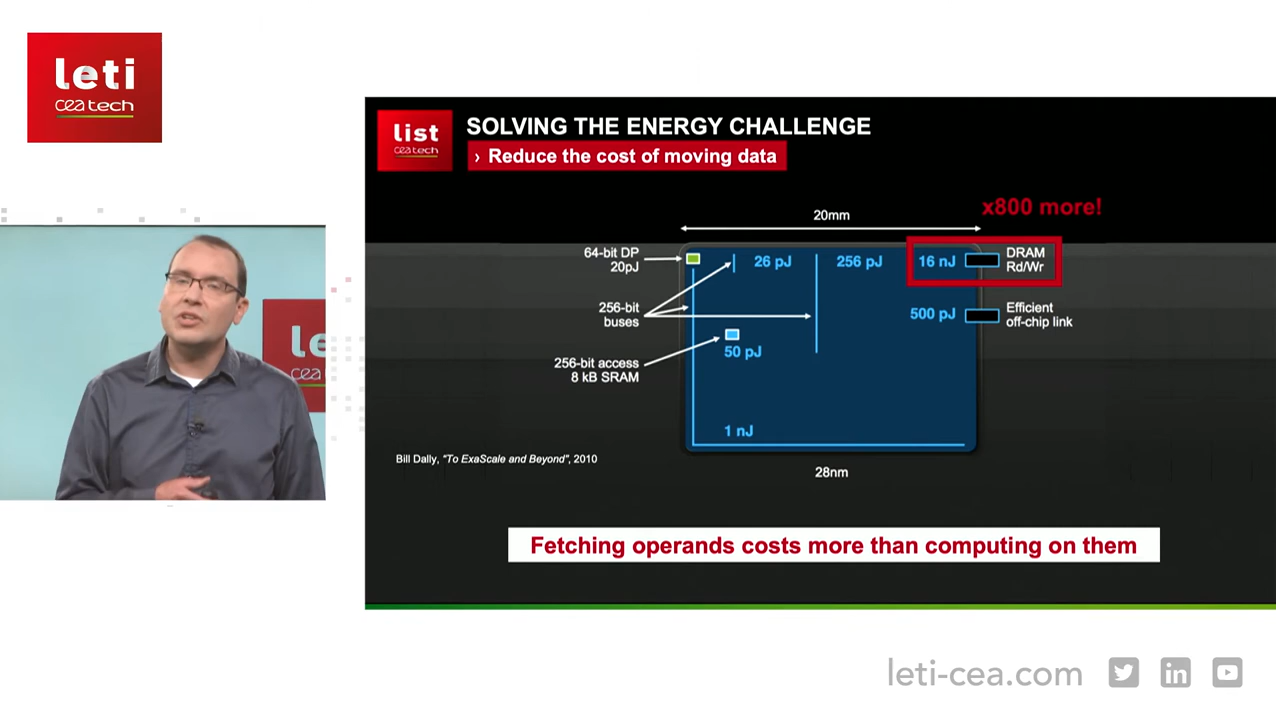 leti
cea tech
list
cea tech
SOLVING THE ENERGY CHALLENGE
› Reduce the cost of moving data
x800 more!
20mm
64-bit DP
20pJ
26 pJ
256 pJ
16 nJ
DRAM
Rd/Wr
256-bit
buses
500 pJ
Efficient
off-chip link
256-bit access
8 kB SRAM
50 pJ
1 nJ
Bill Dally, "To ExaScale and Beyond", 2010
28nm
Fetching operands costs more than computing on them
le
cea
leti-cea.com
in